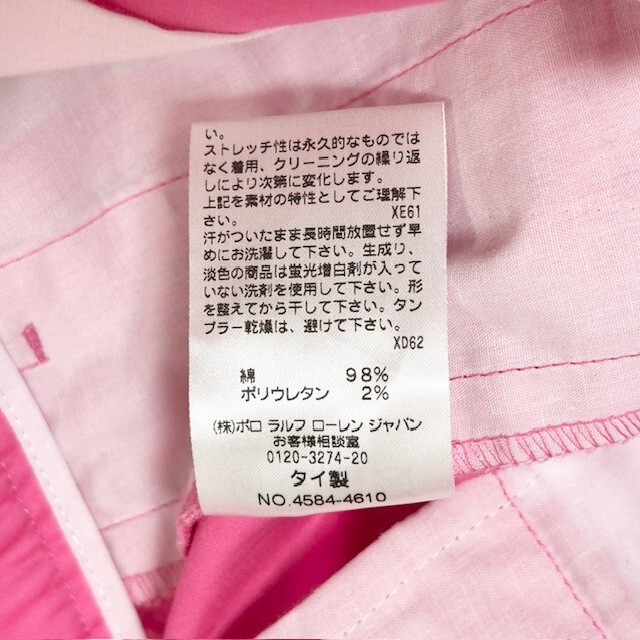 い。
ストレッチ性は永久的なものでは
なく着用、クリーニングの繰り返
しにより次第に変化します。
上記を素材の特性としてご理解下
さい。
XE61
汗がついたまま長時間放置せず早
めにお洗濯して下さい。生成り、
淡色の商品は蛍光増白剤が入って
いない洗剤を使用して下さい。形
を整えてから干して下さい。タン
ブラー乾燥は、避けて下さい。
XD62
綿 98%
ポリウレタン 2%
(株)ポロ ラルフ ローレン ジャパン
お客様相談室
0120-3274-20
タイ製
NO.4584-4610